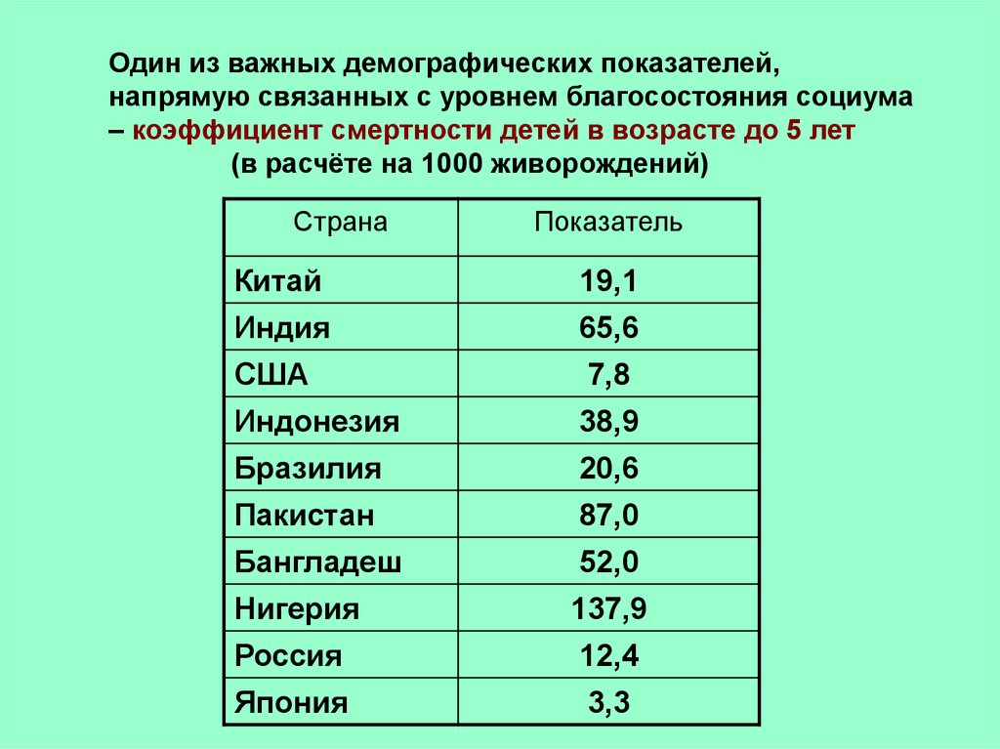 Один из важных демографических показателей,
напрямую связанных с уровнем благосостояния социума
– коэффициент смертности детей в возрасте до 5 лет
(в расчёте на 1000 живорождений)
Страна Показатель
Китай 19,1
Индия 65,6
США 7,8
Индонезия 38,9
Бразилия 20,6
Пакистан 87,0
Бангладеш 52,0
Нигерия 137,9
Россия 12,4
Япония 3,3